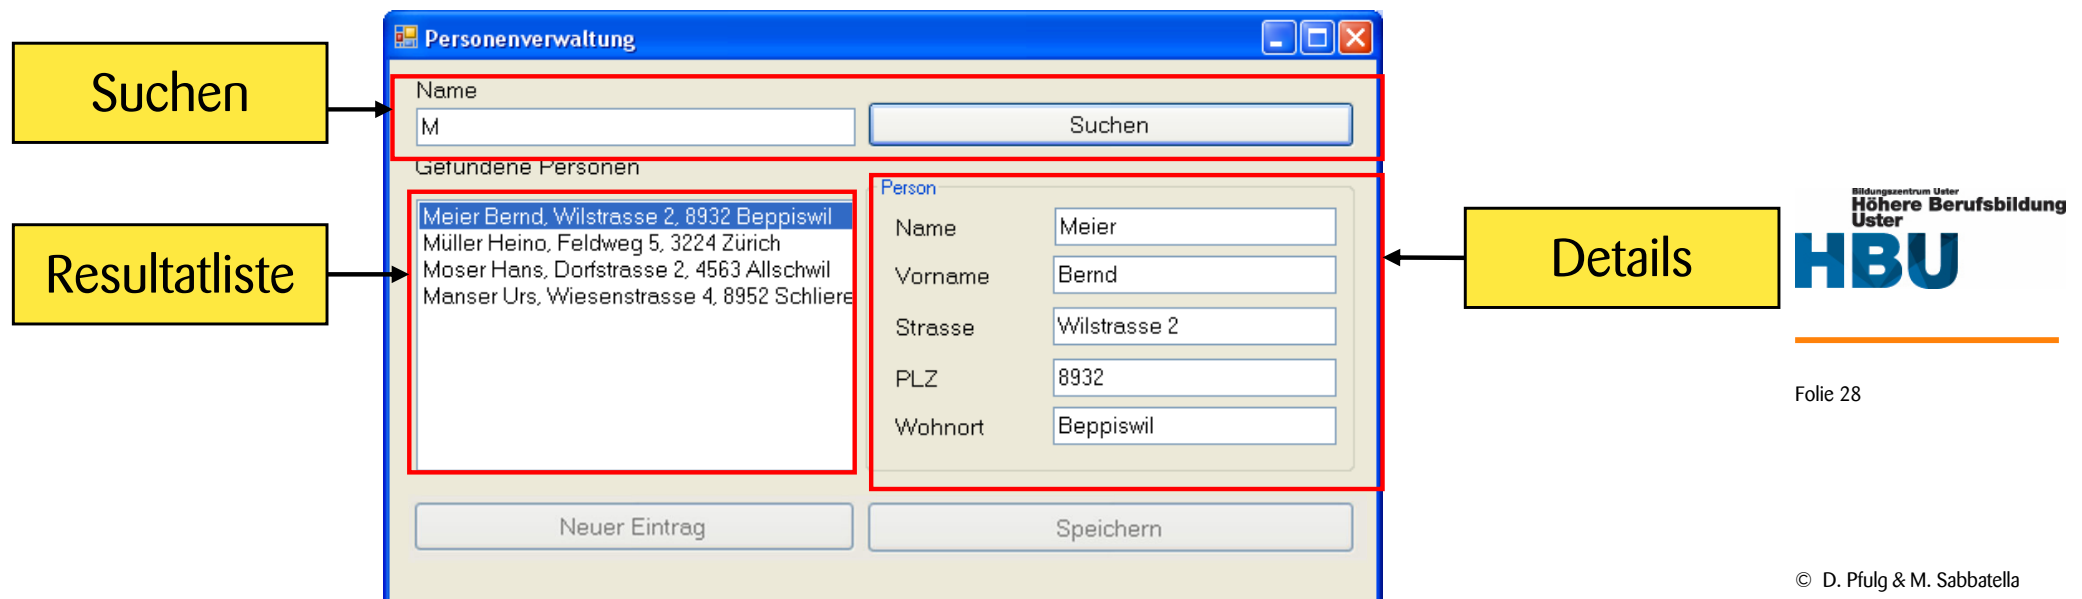 Personenverwaltung
Suchen
Name
M
Suchen
Gefundene Personen
Resultatliste
Meier Bernd, Wilstrasse 2, 8932 Beppiswil
Müller Heino, Feldweg 5, 3224 Zürich
Moser Hans, Dorfstrasse 2, 4563 Allschwil
Manser Urs, Wiesenstrasse 4, 8952 Schliere
Person
Name Meier
Vorname Bernd
Strasse Wilstrasse 2
PLZ 8932
Wohnort Beppiswil
Neuer Eintrag
Speichern
Details
Bildungszentrum Uster
Höhere Berufsbildung
Uster
HBU
Folie 28
© D. Pfulg & M. Sabbatella